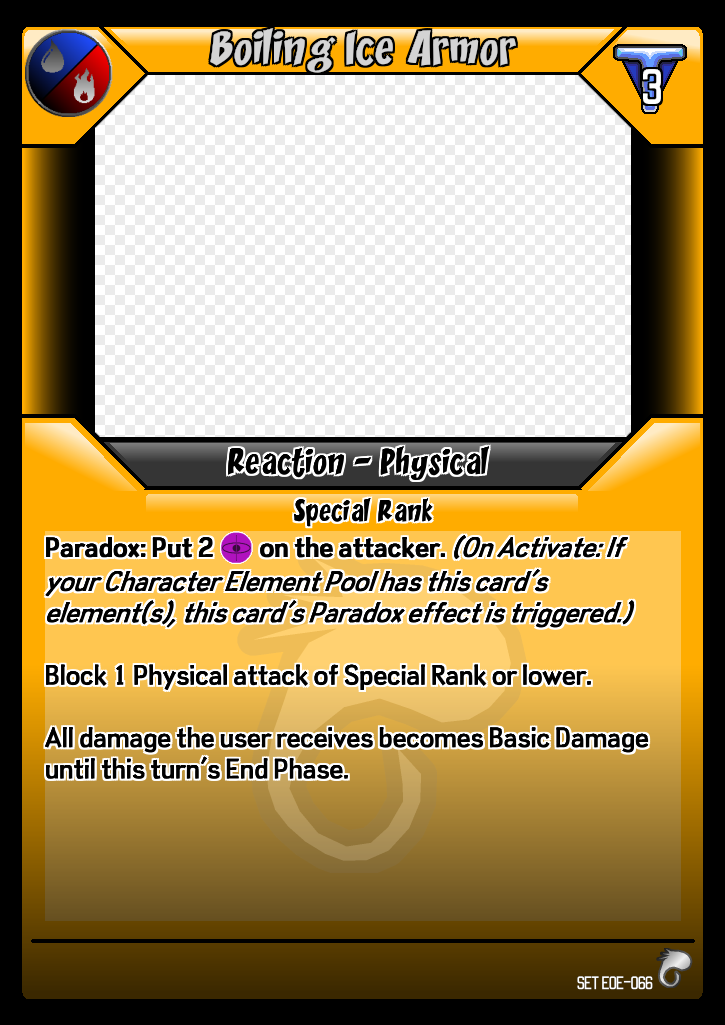 Boiling Ice Armor
3
Reaction - Physical
Special Rank
Paradox: Put 2 on the attacker. (On Activate: If
your Character Element Pool has this card's
element(s), this card's Paradox effect is triggered.)
Block 1 Physical attack of Special Rank or lower.
All damage the user receives becomes Basic Damage
until this turn's End Phase.
SET EOE-066